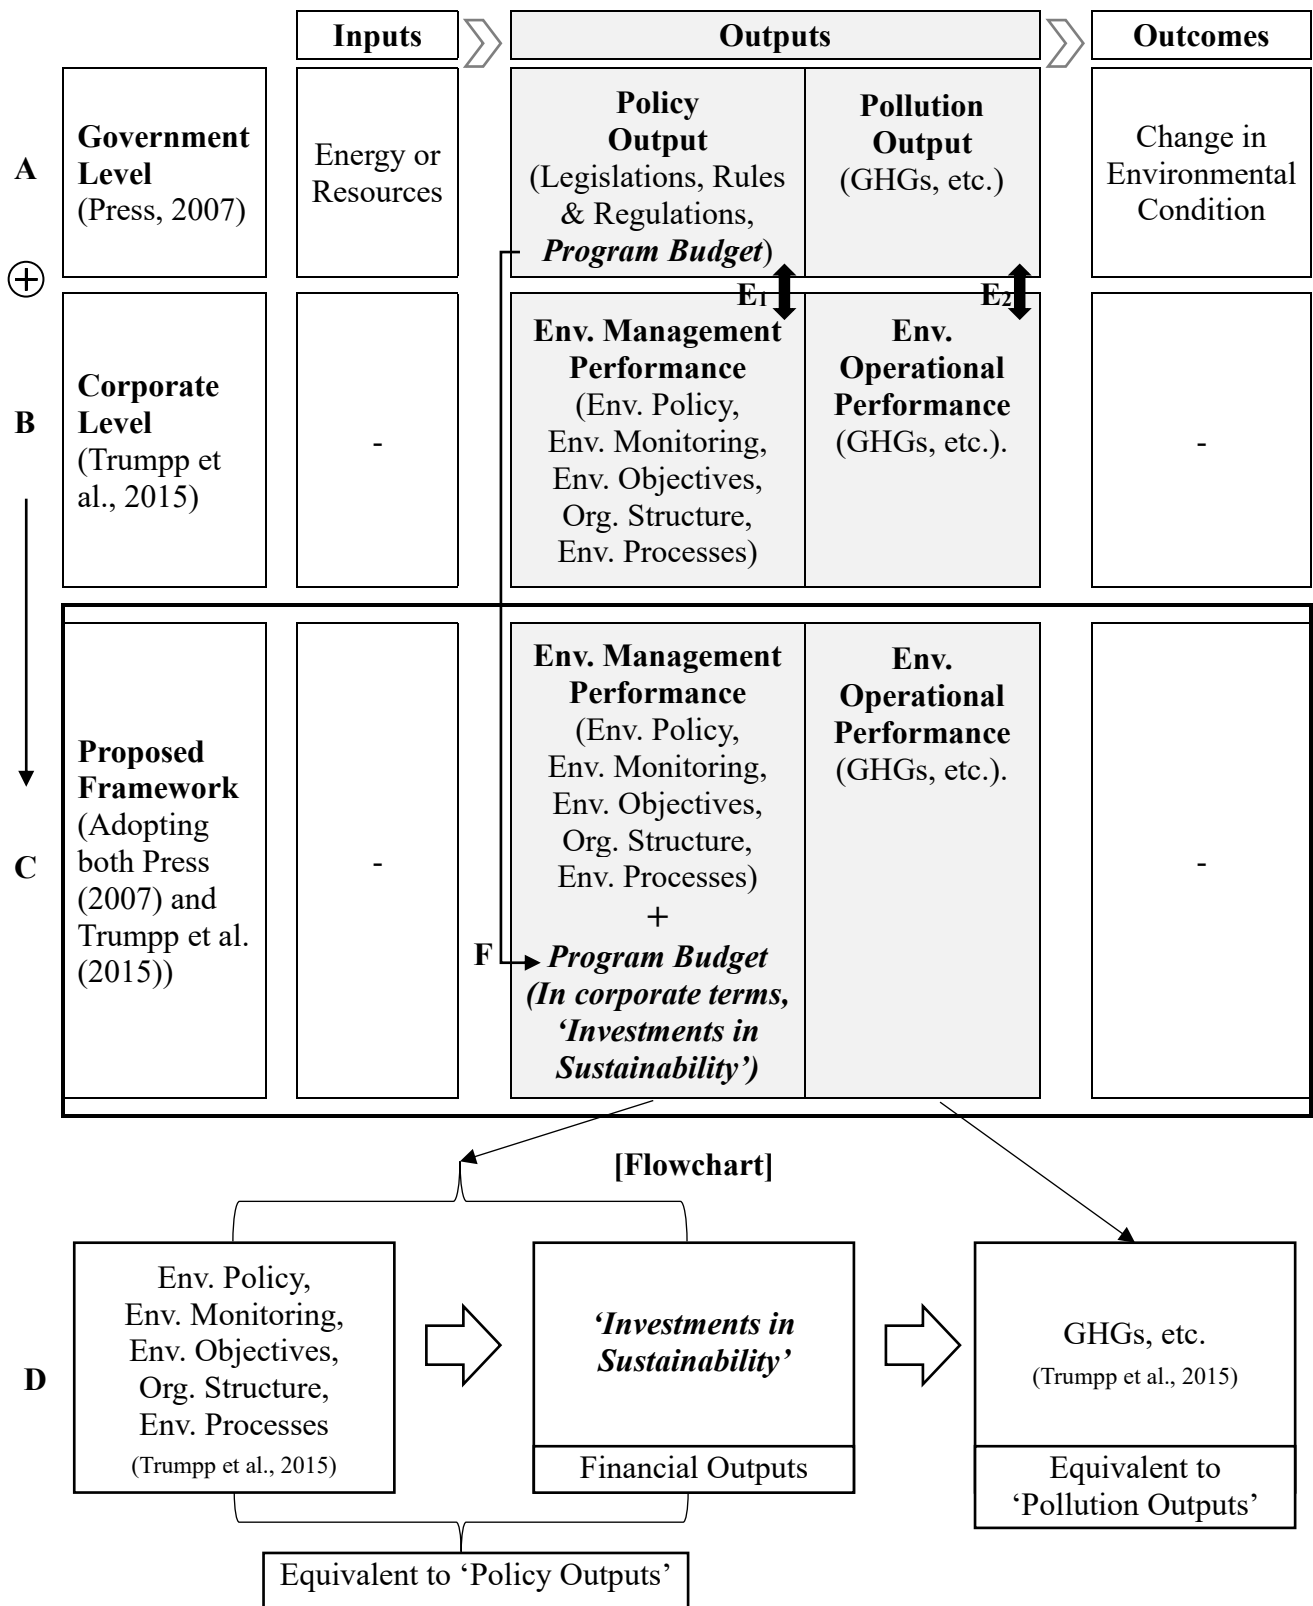 Inputs
Outputs
Outcomes
A
Government
Level
(Press, 2007)
Energy or
Resources
Policy
Output
(Legislations, Rules
& Regulations,
Program Budget)
Pollution
Output
(GHGs, etc.)
Change in
Environmental
Condition
E1
E2
B
Corporate
Level
(Trumpp et
al., 2015)
-
Env. Management
Performance
(Env. Policy,
Env. Monitoring,
Env. Objectives,
Org. Structure,
Env. Processes)
Env.
Operational
Performance
(GHGs, etc.).
-
C
Proposed
Framework
(Adopting
both Press
(2007) and
Trumpp et al.
(2015))
-
Env. Management
Performance
(Env. Policy,
Env. Monitoring,
Env. Objectives,
Org. Structure,
Env. Processes)
+
F
Program Budget
(In corporate terms,
‘Investments in
Sustainability’)
Env.
Operational
Performance
(GHGs, etc.).
-
[Flowchart]
D
Env. Policy,
Env. Monitoring,
Env. Objectives,
Org. Structure,
Env. Processes
(Trumpp et al., 2015)
‘Investments in
Sustainability’
Financial Outputs
GHGs, etc.
(Trumpp et al., 2015)
Equivalent to
‘Pollution Outputs’
Equivalent to ‘Policy Outputs’